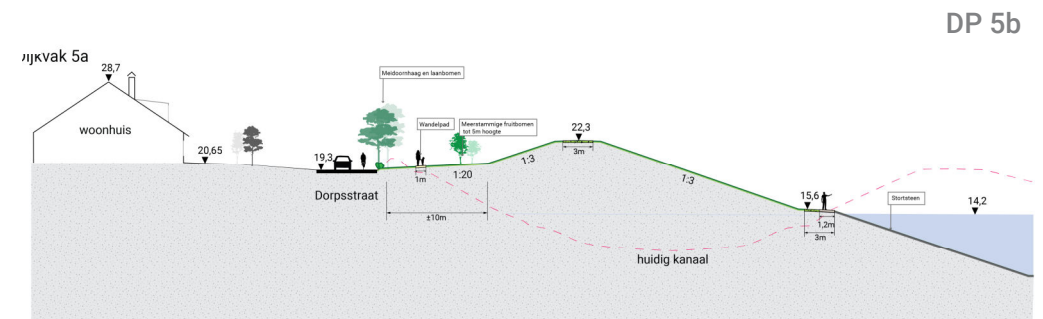 DP 5b
ijkvak 5a
28,7
woonhuis
20,65
19,3
Dorpsstraat
Meidoornhaag en laanbomen
Wandelpad
Meerstammige fruitbomen
tot 5m hoogte
1m
1:20
±10m
1:3
22,3
3m
1:3
huidig kanaal
15,6
1,2m
3m
Stortsteen
14,2